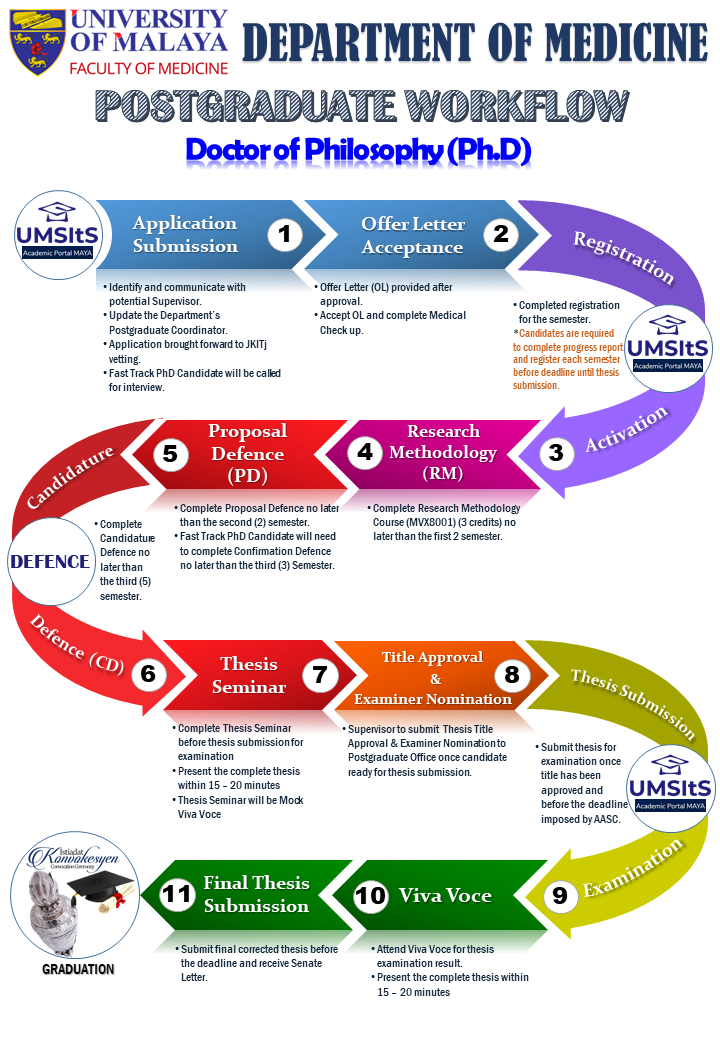 UNIVERSITY
OF MALAYA
FACULTY OF MEDICINE
DEPARTMENT OF MEDICINE
POSTGRADUATE WORKFLOW
Doctor of Philosophy (Ph.D)
UMSItS
Academic Portal MAYA
Application
Submission
1
Offer Letter
Acceptance
2
Registration
• Identify and communicate with
potential Supervisor.
• Update the Department's
Postgraduate Coordinator.
• Application brought forward to JKITj
vetting.
• Fast Track PhD Candidate will be called
for interview.
• Offer Letter (OL) provided after
approval.
• Accept OL and complete Medical
Check up.
• Completed registration
for the semester.
*Candidates are required
to complete progress report
and register each semester
before deadline until thesis
submission.
UMSItS
Academic Portal MAYA
Activation
3
Research
Methodology
(RM)
4
Proposal
Defence
(PD)
5
Candidature
• Complete Research Methodology
Course (MVX8001) (3 credits) no
later than the first 2 semester.
• Complete Proposal Defence no later
than the second (2) semester.
• Fast Track PhD Candidate will need
to complete Confirmation Defence
no later than the third (3) Semester.
• Complete
Candidature
Defence no
later than
the third (5)
semester.
DEFENCE
Defence (CD)
6
Thesis
Seminar
7
Title Approval
&
Examiner Nomination
8
Thesis Submission
• Complete Thesis Seminar
before thesis submission for
examination
• Present the complete thesis
within 15 – 20 minutes
• Thesis Seminar will be Mock
Viva Voce
• Supervisor to submit Thesis Title
Approval & Examiner Nomination to
Postgraduate Office once candidate
ready for thesis submission.
• Submit thesis for
examination once
title has been
approved and
before the deadline
imposed by AASC.
UMSItS
Academic Portal MAYA
Examination
9
Viva Voce
10
Final Thesis
Submission
11
• Attend Viva Voce for thesis
examination result.
• Present the complete thesis within
15 – 20 minutes
• Submit final corrected thesis before
the deadline and receive Senate
Letter.
Istiadat
Konvokesyen
Convocation Ceremony
GRADUATION